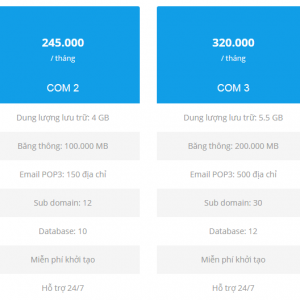 245.000
/ tháng
COM 2
Dung lượng lưu trữ: 4 GB
Băng thông: 100.000 MB
Email POP3: 150 địa chỉ
Sub domain: 12
Database: 10
Miễn phí khởi tạo
Hỗ trợ 24/7
320.000
/ tháng
COM 3
Dung lượng lưu trữ: 5.5 GB
Băng thông: 200.000 MB
Email POP3: 500 địa chỉ
Sub domain: 30
Database: 12
Miễn phí khởi tạo
Hỗ trợ 24/7